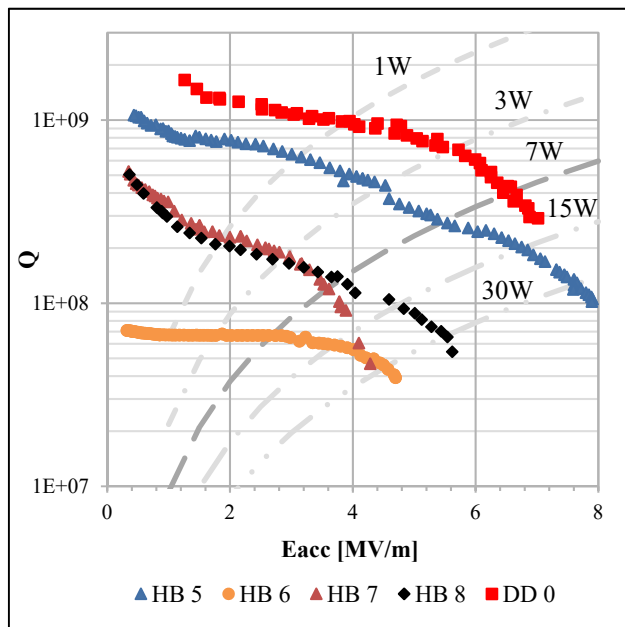 1W
1E+09
3W
7W
15W
Q
1E+08
30W
1E+07
0 2 4 6 8
Eacc [MV/m]
HB 5 HB 6 HB 7 HB 8 DD 0